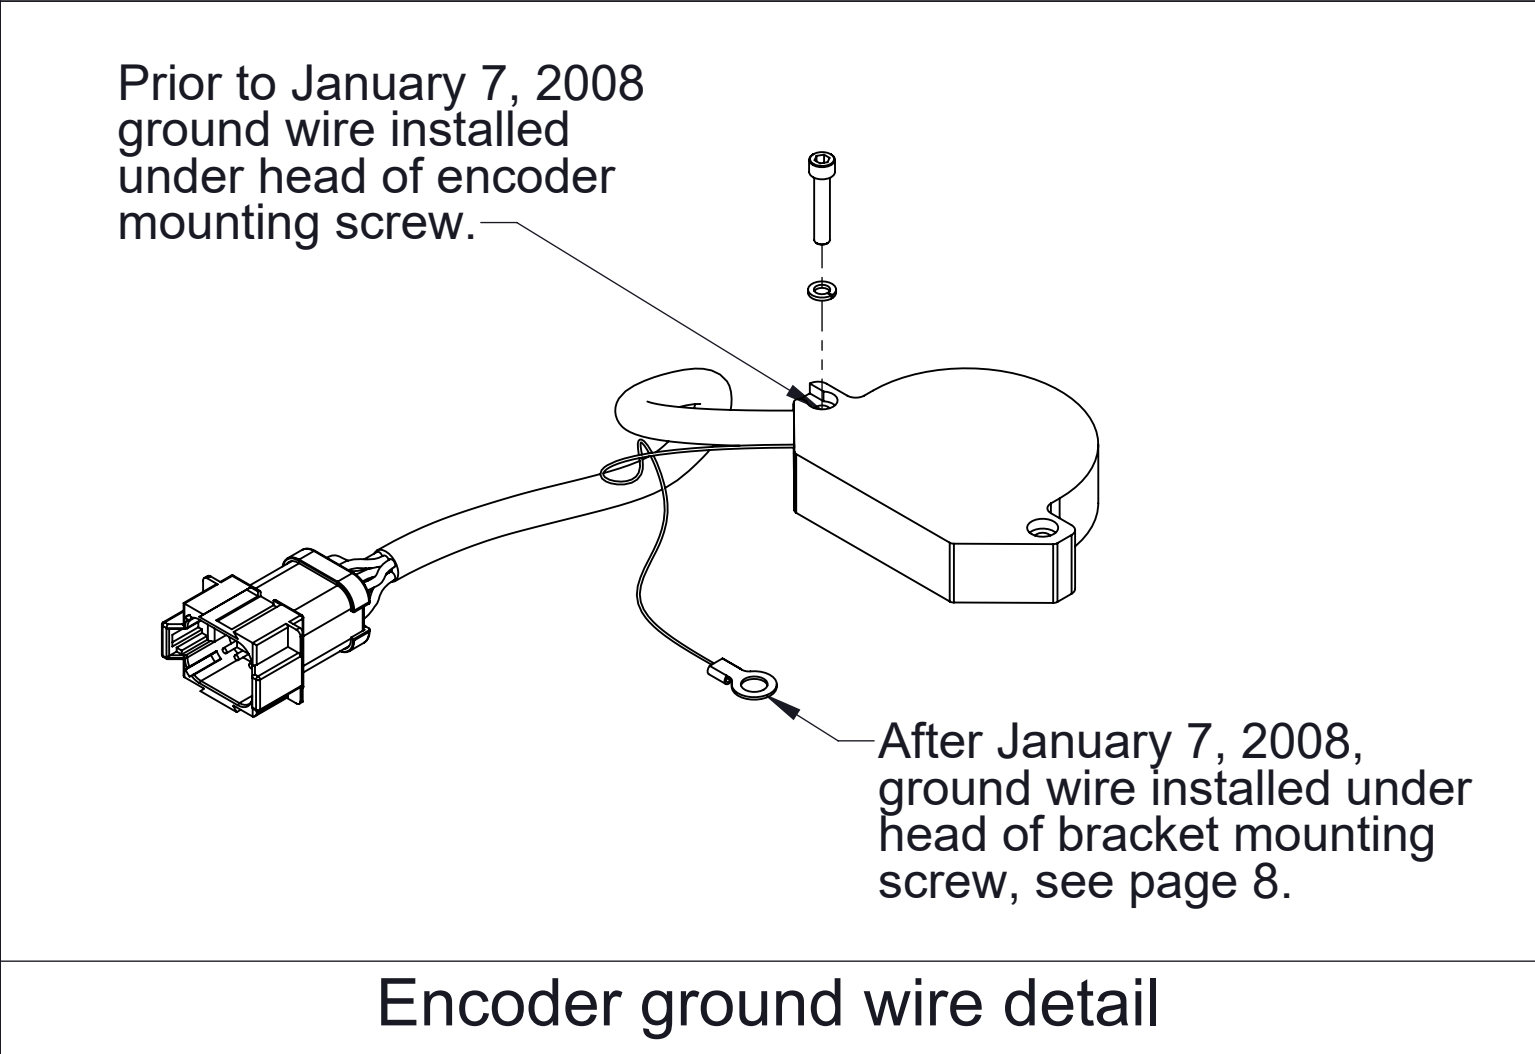 Prior to January 7, 2008
ground wire installed
under head of encoder
mounting screw.
After January 7, 2008,
ground wire installed under
head of bracket mounting
screw, see page 8.
Encoder ground wire detail